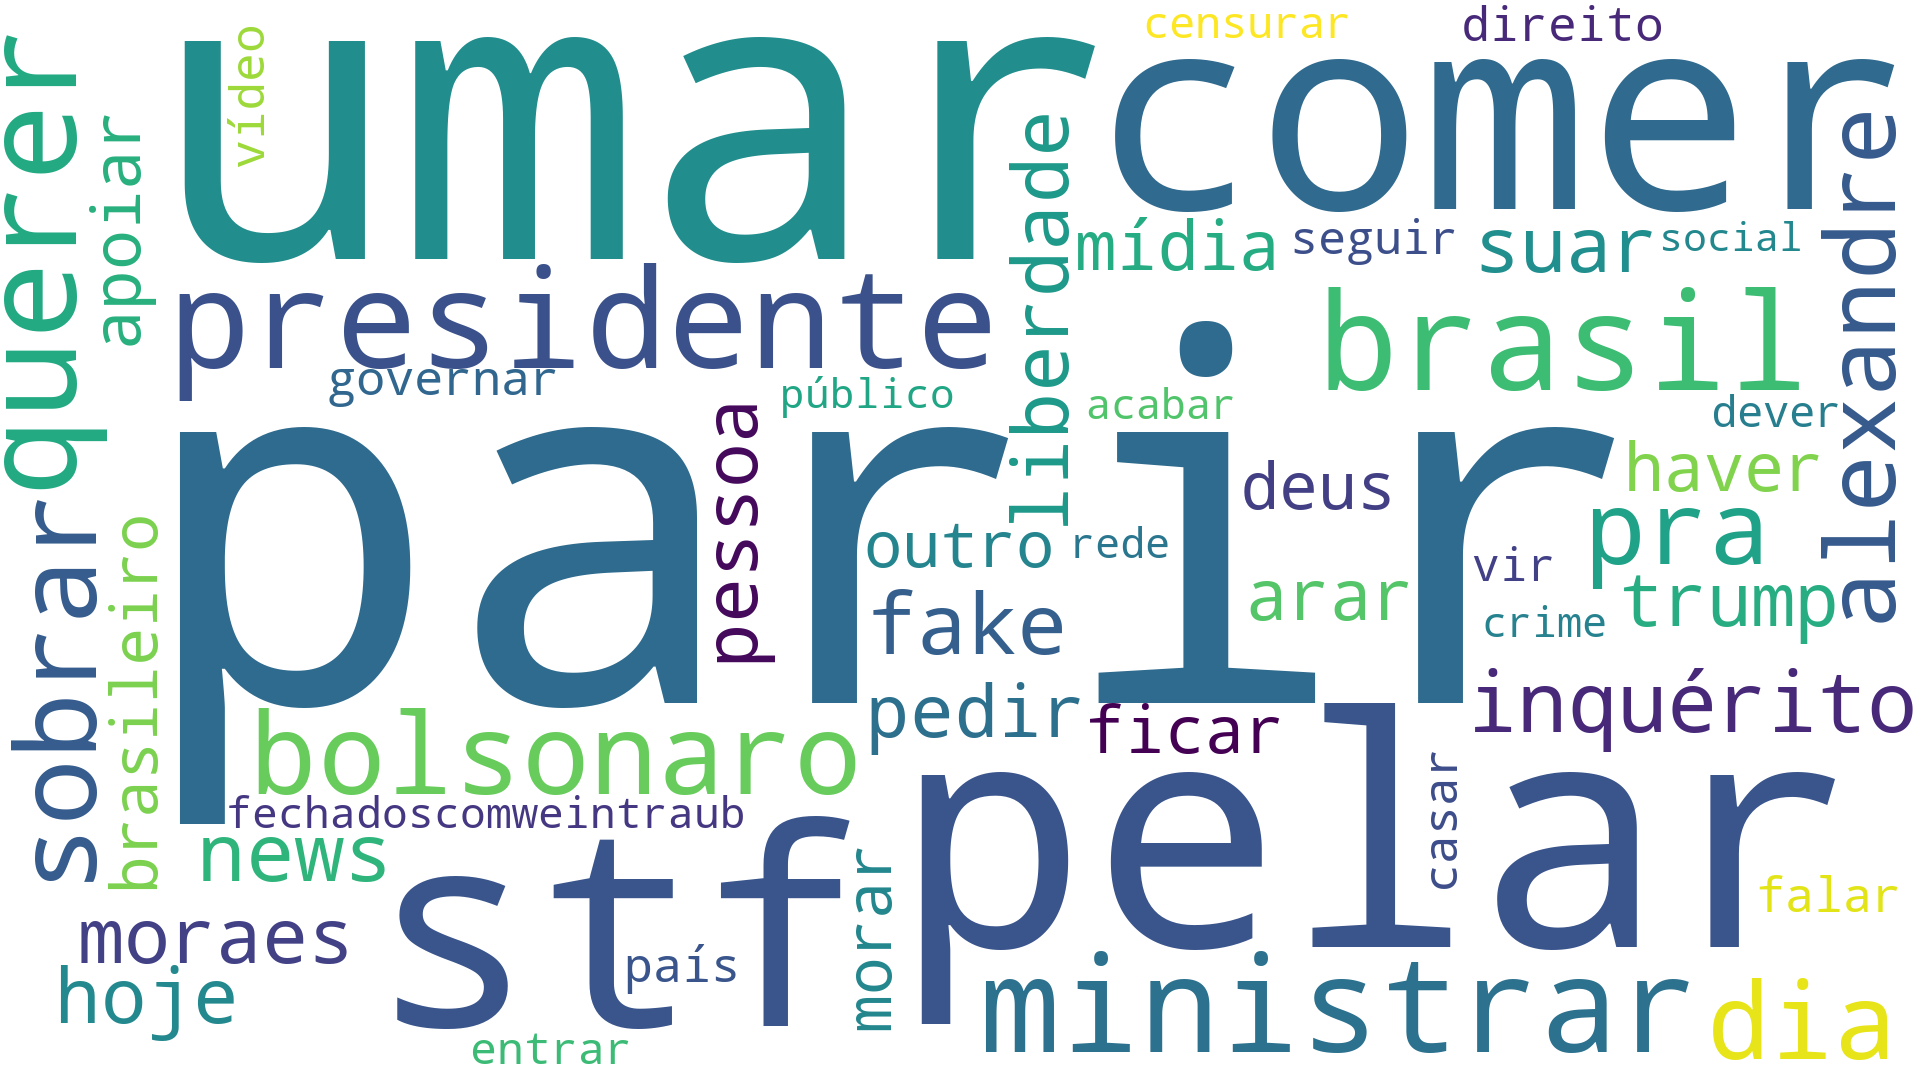 umar
comer
censurar
direito
querer
apoiar
vídeo
liberdade
mídia
seguir
suar
social
alexandre
presidente
brasil
governar
público
acabar
dever
parir
pessoa
deus
haver
pra
outro
rede
vir
arar
trump
fake
crime
sobrar
brasileiro
pedir
ficar
inquérito
bolsonaro
fechadoscomweintraub
news
stf
pelar
casar
falar
moraes
morar
país
hoje
ministrar
dia
entrar